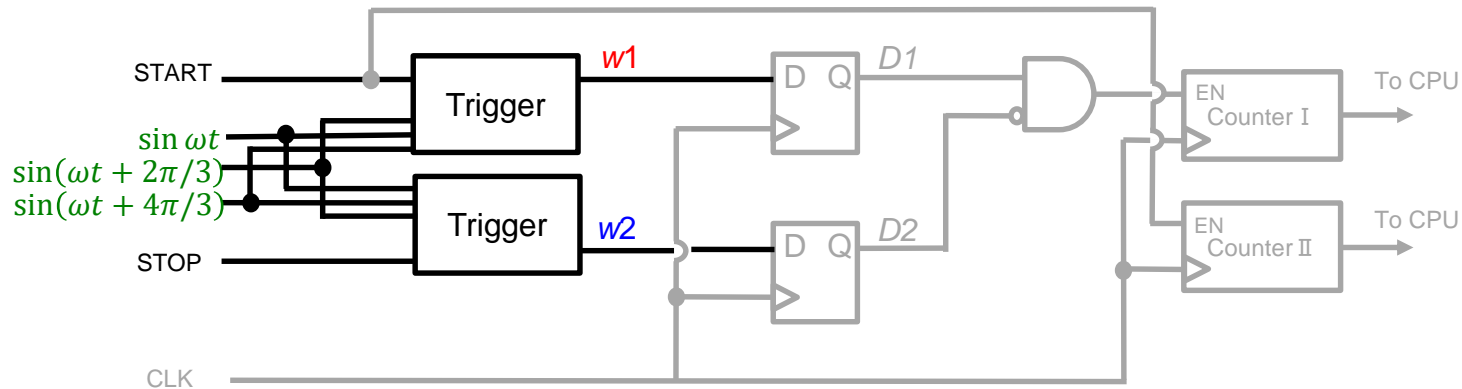 START
Trigger
w1
D
Q
D1
EN
Counter I
To CPU
sin ωt
sin(ωt + 2π/3)
sin(ωt + 4π/3)
Trigger
w2
D
Q
D2
EN
Counter II
To CPU
STOP
CLK